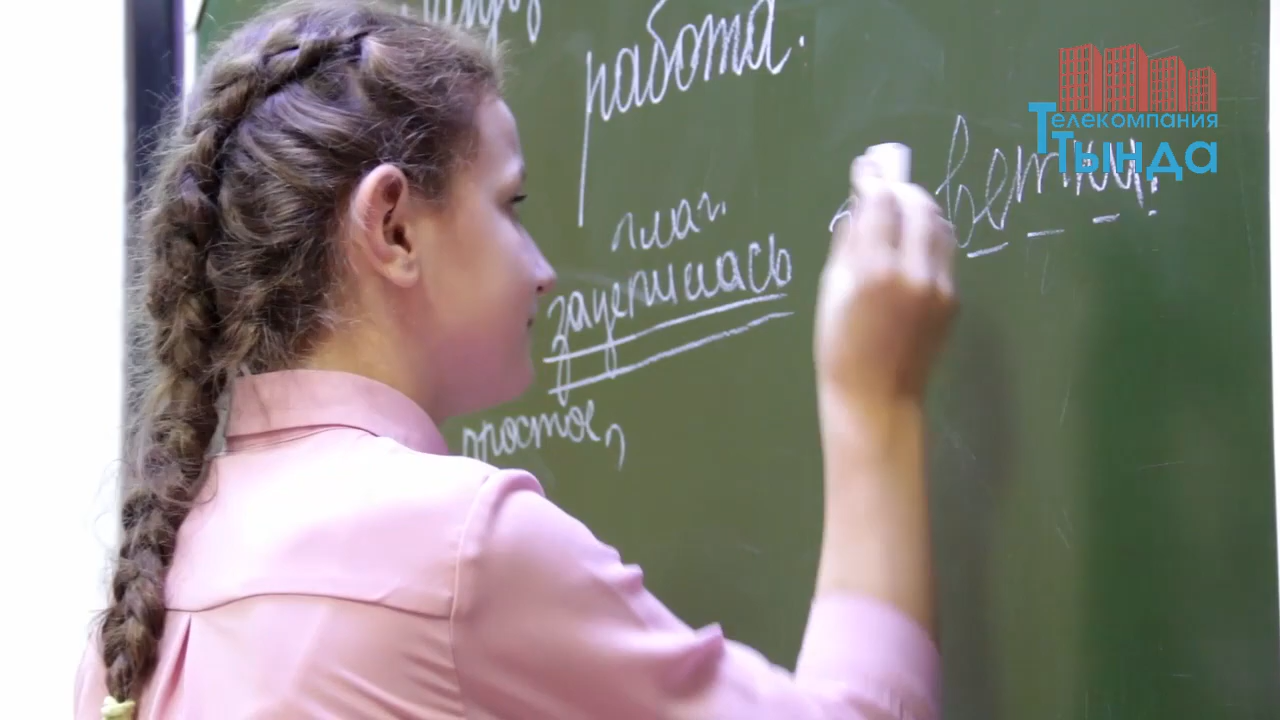 работа.
Телекомпания
Тында
ветки.
глаг.
зацепилась
простое,